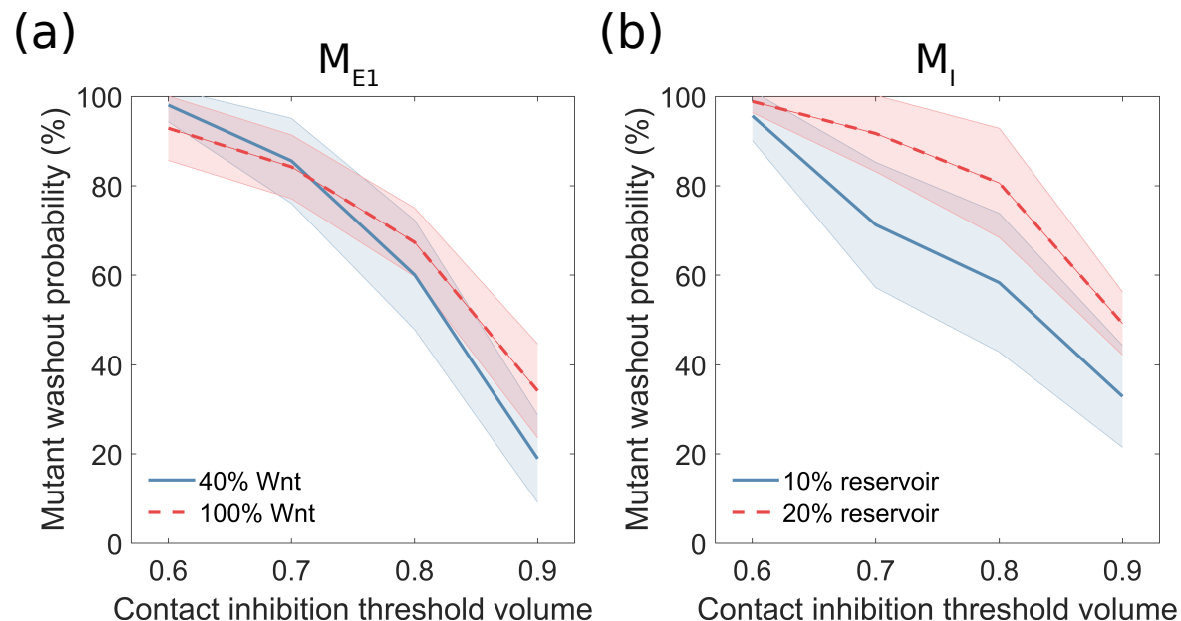 (a)
M_E1
Mutant washout probability (%)
100
80
60
40
20
0
40% Wnt
100% Wnt
0.6 0.7 0.8 0.9
Contact inhibition threshold volume
(b)
M_I
Mutant washout probability (%)
100
80
60
40
20
0
10% reservoir
20% reservoir
0.6 0.7 0.8 0.9
Contact inhibition threshold volume